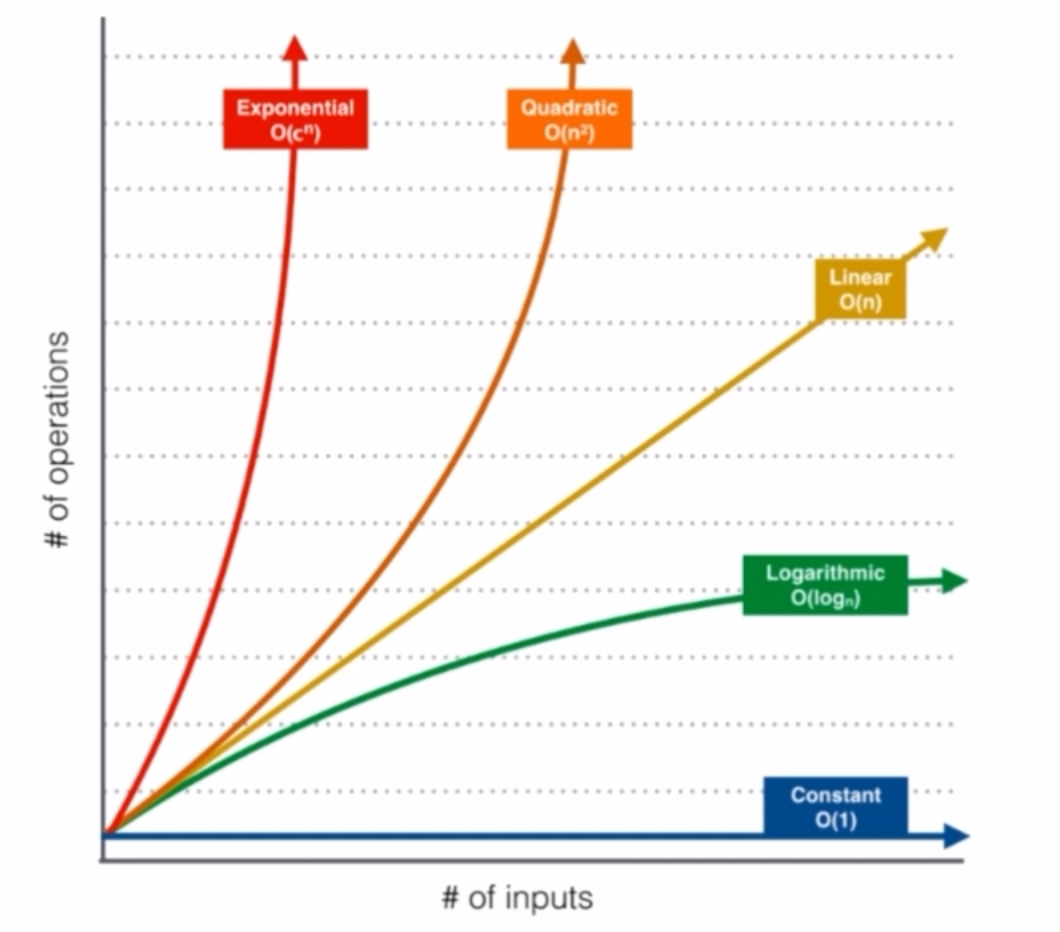 Exponential
O(cⁿ)
Quadratic
O(n²)
Linear
O(n)
# of operations
Logarithmic
O(logₙ)
Constant
O(1)
# of inputs